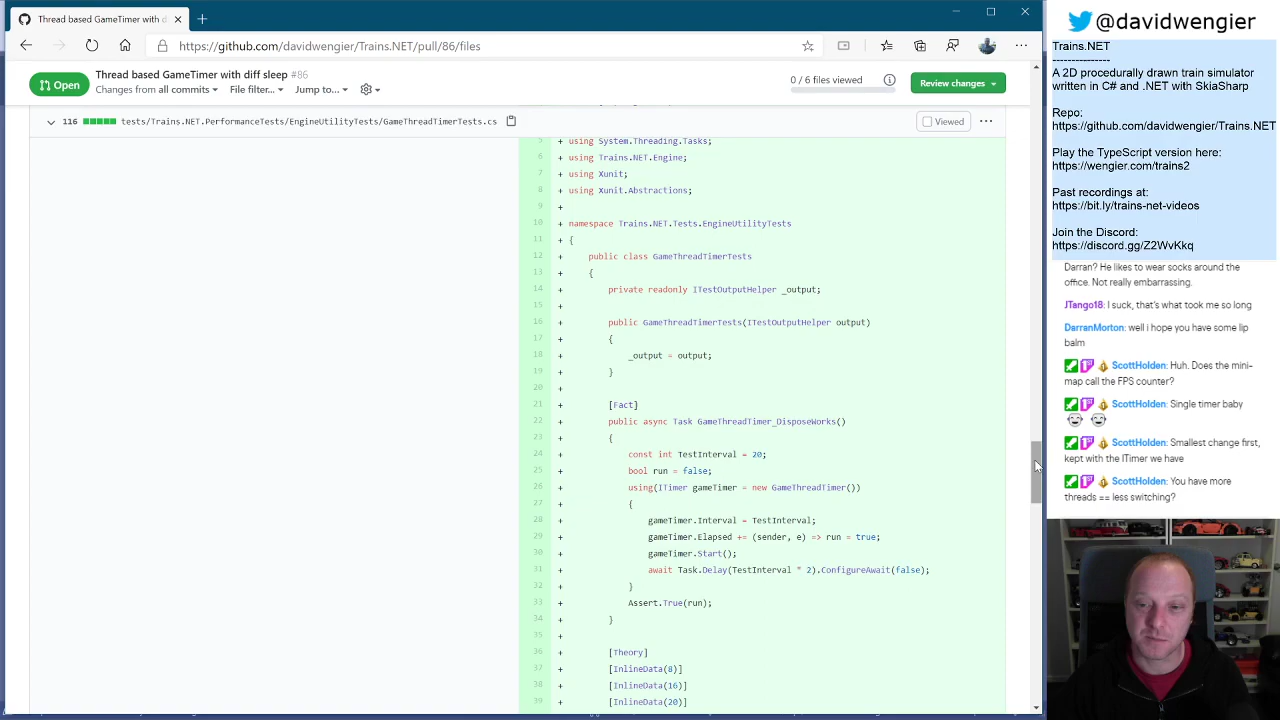 Thread based GameTimer with d
https://github.com/davidwengier/Trains.NET/pull/86/files
Open
Thread based GameTimer with diff sleep #86
Changes from all commits
File filter...
Jump to...
0 / 6 files viewed
Review changes
116 tests/Trains.NET.PerformanceTests/EngineUtilityTests/GameThreadTimerTests.cs
Viewed
5 + using System.Threading.Tasks;
6 + using Trains.NET.Engine;
7 + using Xunit;
8 + using Xunit.Abstractions;
9 +
10 + namespace Trains.NET.Tests.EngineUtilityTests
11 + {
12 + public class GameThreadTimerTests
13 + {
14 + private readonly ITestOutputHelper _output;
15 +
16 + public GameThreadTimerTests(ITestOutputHelper output)
17 + {
18 + _output = output;
19 + }
20 +
21 + [Fact]
22 + public async Task GameThreadTimer_DisposeWorks()
23 + {
24 + const int TestInterval = 20;
25 + bool run = false;
26 + using(ITimer gameTimer = new GameThreadTimer())
27 + {
28 + gameTimer.Interval = TestInterval;
29 + gameTimer.Elapsed += (sender, e) => run = true;
30 + gameTimer.Start();
31 + await Task.Delay(TestInterval * 2).ConfigureAwait(false);
32 + }
33 + Assert.True(run);
34 + }
35 +
36 + [Theory]
37 + [InlineData(8)]
38 + [InlineData(16)]
39 + [InlineData(20)]
@davidwengier
Trains.NET
---------------
A 2D procedurally drawn train simulator
written in C# and .NET with SkiaSharp
Repo:
https://github.com/davidwengier/Trains.NET
Play the TypeScript version here:
https://wengier.com/trains2
Past recordings at:
https://bit.ly/trains-net-videos
Join the Discord:
https://discord.gg/Z2WvKkq
Darran? He likes to wear socks around the
office. Not really embarrassing.
JTango18: I suck, that's what took me so long
DarranMorton: well i hope you have some lip
balm
ScottHolden: Huh. Does the mini-
map call the FPS counter?
ScottHolden: Single timer baby
ScottHolden: Smallest change first,
kept with the ITimer we have
ScottHolden: You have more
threads == less switching?